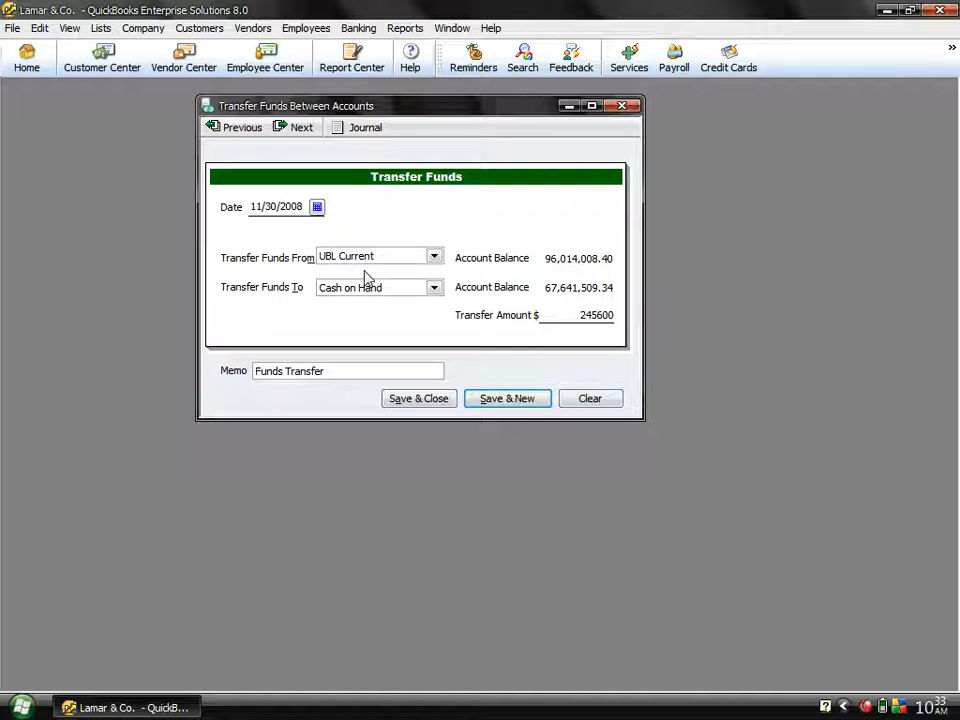 Lamar & Co. - QuickBooks Enterprise Solutions 8.0
File Edit View Lists Company Customers Vendors Employees Banking Reports Window Help
Home Customer Center Vendor Center Employee Center Report Center Help Reminders Search Feedback Services Payroll Credit Cards
Transfer Funds Between Accounts
Previous Next Journal
Transfer Funds
Date 11/30/2008
Transfer Funds From UBL Current Account Balance 96,014,008.40
Transfer Funds To Cash on Hand Account Balance 67,641,509.34
Transfer Amount $ 245600
Memo Funds Transfer
Save & Close Save & New Clear
Lamar & Co. - QuickB... 10:33 AM